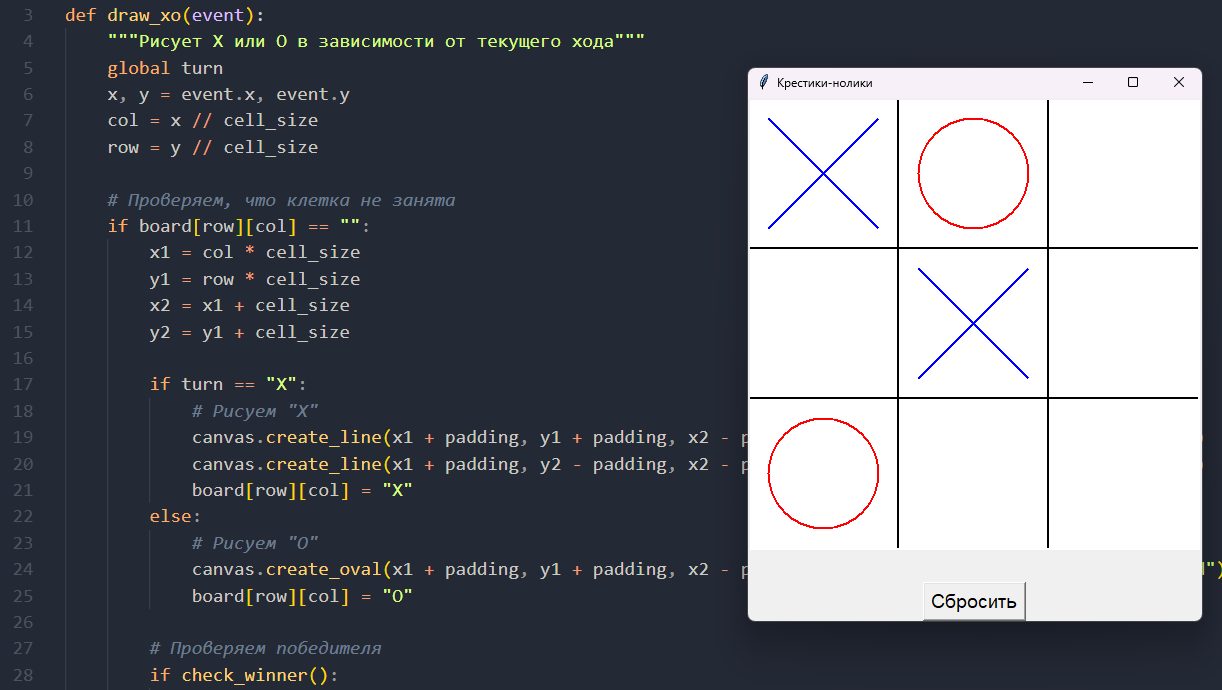 3 def draw_xo(event):
4 """Рисует X или O в зависимости от текущего хода"""
5 global turn
6 x, y = event.x, event.y
7 col = x // cell_size
8 row = y // cell_size
9
10 # Проверяем, что клетка не занята
11 if board[row][col] == "":
12 x1 = col * cell_size
13 y1 = row * cell_size
14 x2 = x1 + cell_size
15 y2 = y1 + cell_size
16
17 if turn == "X":
18 # Рисуем "X"
19 canvas.create_line(x1 + padding, y1 + padding, x2 - p
20 canvas.create_line(x1 + padding, y2 - padding, x2 - p
21 board[row][col] = "X"
22 else:
23 # Рисуем "O"
24 canvas.create_oval(x1 + padding, y1 + padding, x2 - p ")
25 board[row][col] = "O"
26
27 # Проверяем победителя
28 if check_winner():
Крестики-нолики
Сбросить